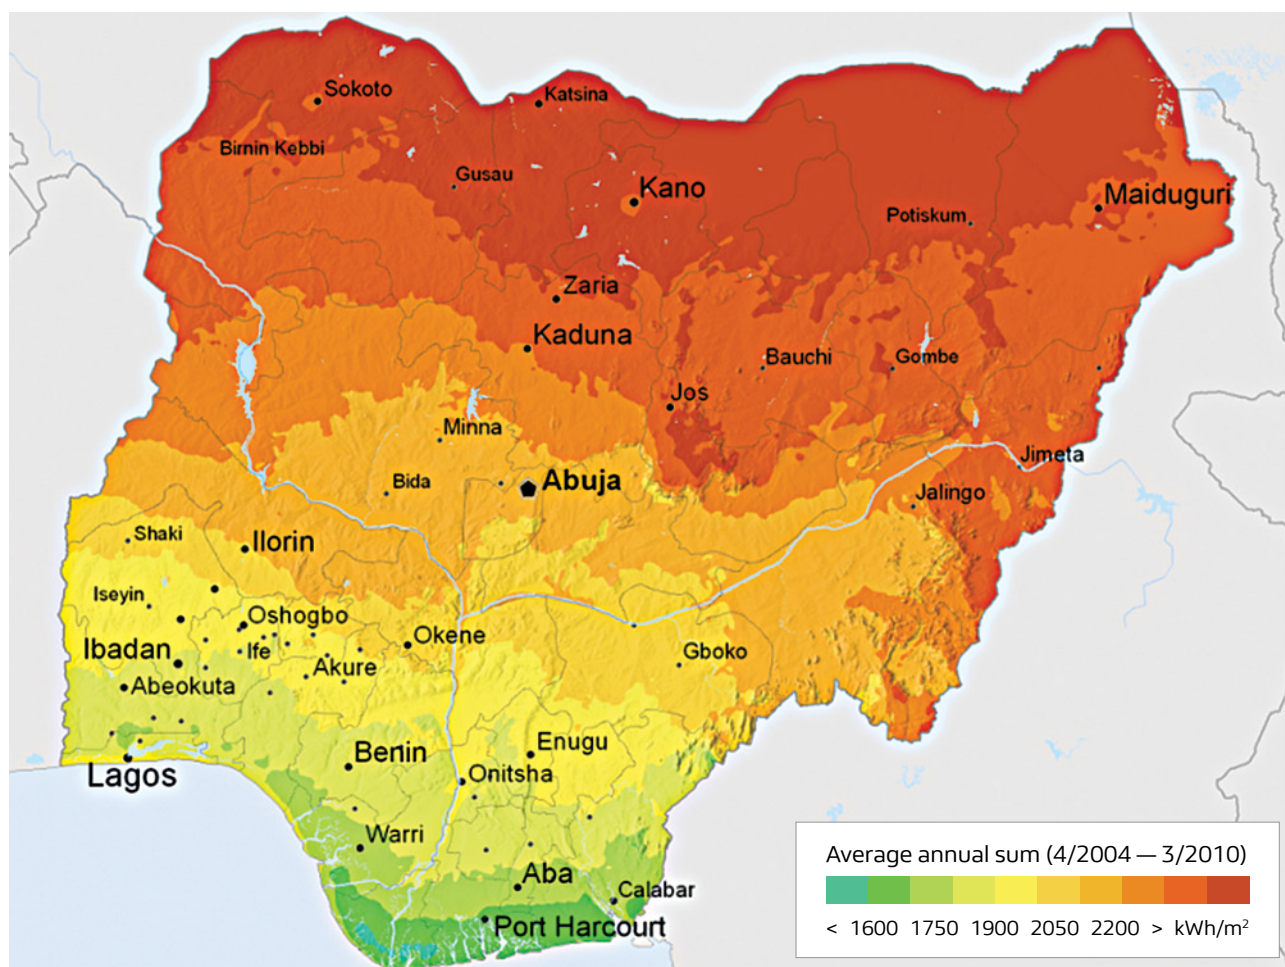 Sokoto
Katsina
Birnin Kebbi
Gusau
Kano
Maiduguri
Potiskum
Zaria
Kaduna
Bauchi
Gombe
Jos
Minna
Jimeta
Bida
Abuja
Jalingo
Shaki
Ilorin
Iseyin
Oshogbo
Okene
Ibadan
Ife
Gboko
Akure
Abeokuta
Enugu
Benin
Lagos
Onitsha
Warri
Aba
Calabar
Port Harcourt
Average annual sum (4/2004 — 3/2010)
< 1600 1750 1900 2050 2200 > kWh/m²